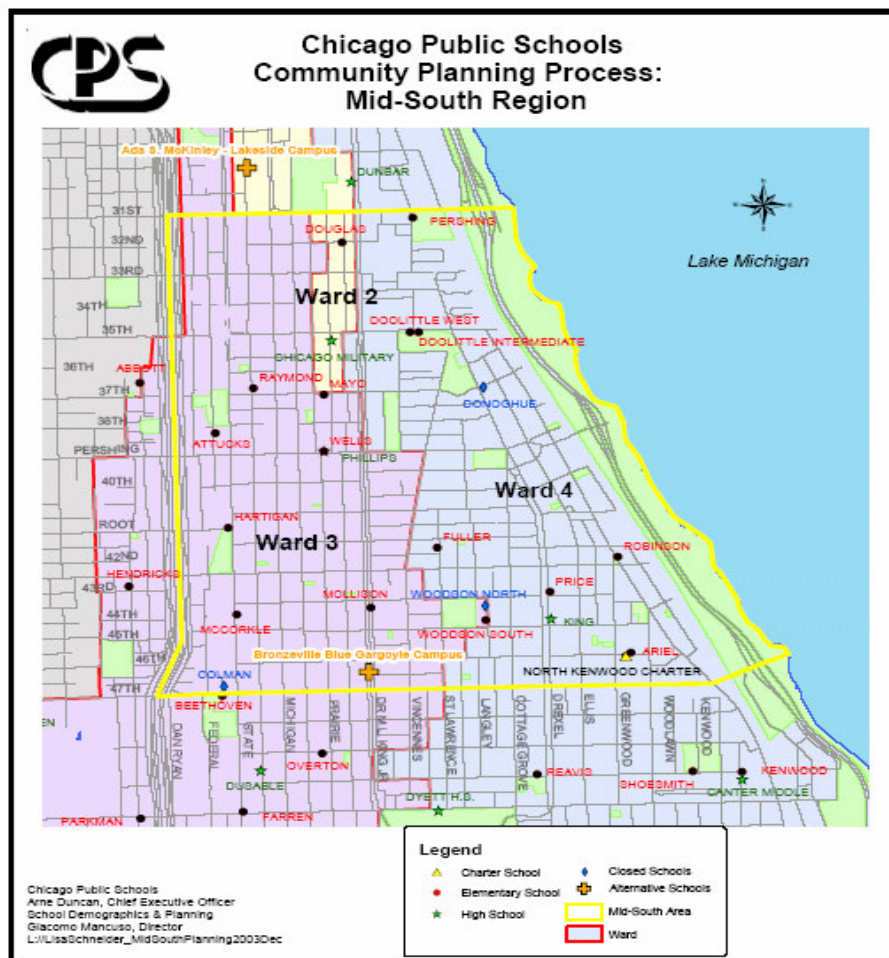 CPS
Chicago Public Schools
Community Planning Process:
Mid-South Region
Ada S. McKinley - Lakeside Campus
DUNBAR
31ST
PERSHING
32ND
DOUGLAS
33RD
Lake Michigan
Ward 2
34TH
35TH
DOOLITTLE WEST
DOOLITTLE INTERMEDIATE
CHICAGO MILITARY
36TH
ABBOTT
RAYMOND
MAYO
37TH
DONOGHUE
38TH
ATTUCKS
WELLS
PERSHING
PHILLIPS
40TH
Ward 4
ROOT
HARTIGAN
Ward 3
FULLER
42ND
ROBINSON
HENDRICKS
43RD
MOLLISON
WOODSON NORTH
PRICE
44TH
MCCORKLE
WOODSON SOUTH
KING
45TH
46TH
Bronzeville Blue Gargoyle Campus
ARIEL
NORTH KENWOOD CHARTER
COLMAN
47TH
BEETHOVEN
DAN RYAN
FEDERAL
STATE
MICHIGAN
PRAIRIE
DR M L KING JR
VINCENNES
ST LAWRENCE
LANGLEY
COTTAGE GROVE
DREXEL
ELLIS
GREENWOOD
WOODLAWN
KENWOOD
EN
OVERTON
DUSABLE
REAVIS
SHOESMITH
KENWOOD
CANTER MIDDLE
DYETT H.S.
PARKMAN
FARREN
Legend
Charter School
Closed Schools
Elementary School
Alternative Schools
High School
Mid-South Area
Ward
Chicago Public Schools
Arne Duncan, Chief Executive Officer
School Demographics & Planning
Giacomo Mancuso, Director
L:\\LisaSchneider_MidSouthPlanning2003Dec